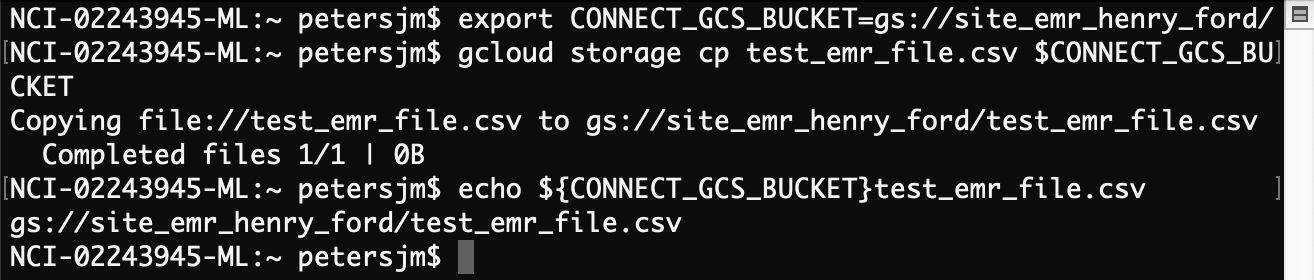 NCI-02243945-ML:~ petersjm$ export CONNECT_GCS_BUCKET=gs://site_emr_henry_ford/
[NCI-02243945-ML:~ petersjm$ gcloud storage cp test_emr_file.csv $CONNECT_GCS_BU]
CKET
Copying file://test_emr_file.csv to gs://site_emr_henry_ford/test_emr_file.csv
  Completed files 1/1 | 0B
[NCI-02243945-ML:~ petersjm$ echo ${CONNECT_GCS_BUCKET}test_emr_file.csv ]
gs://site_emr_henry_ford/test_emr_file.csv
NCI-02243945-ML:~ petersjm$